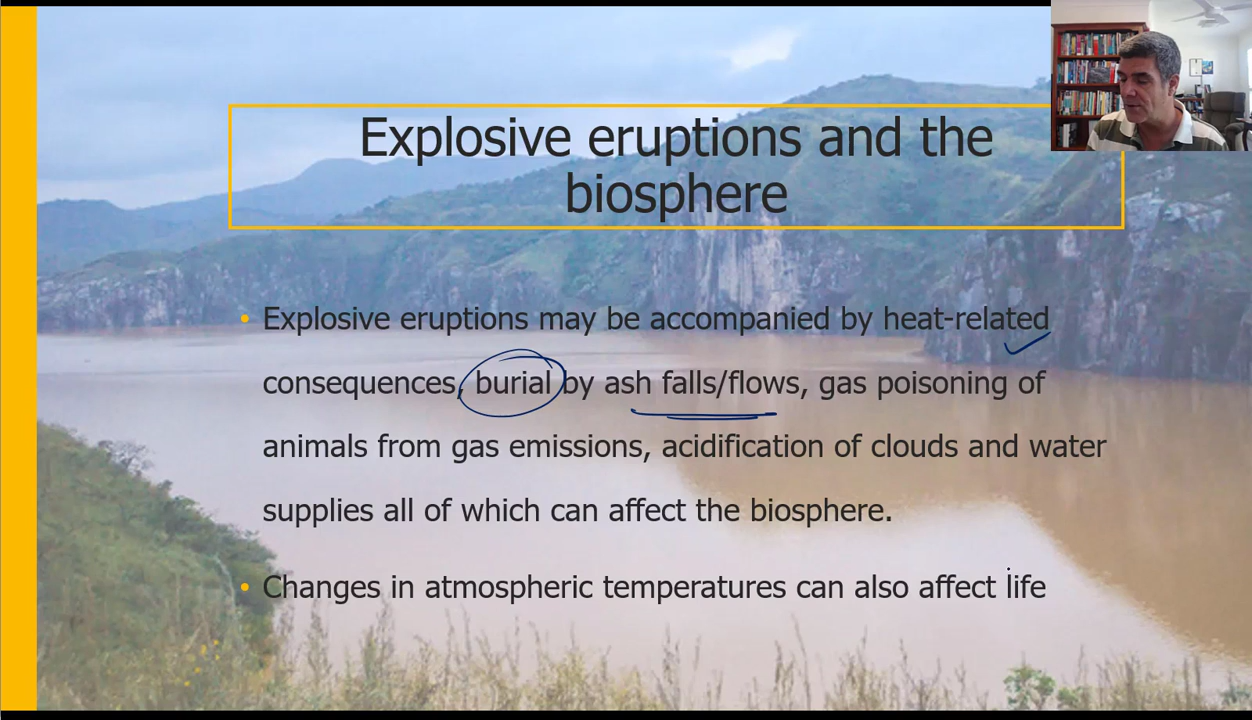 Explosive eruptions and the
biosphere
• Explosive eruptions may be accompanied by heat-related
consequences, burial by ash falls/flows, gas poisoning of
animals from gas emissions, acidification of clouds and water
supplies all of which can affect the biosphere.
• Changes in atmospheric temperatures can also affect life